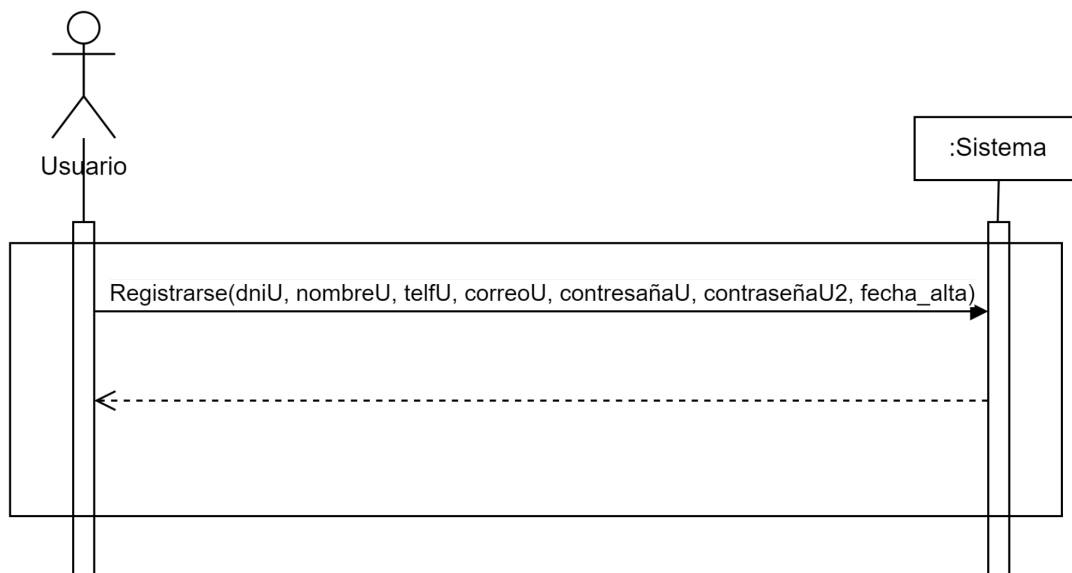 Usuario
:Sistema
Registrarse(dniU, nombreU, telfU, correoU, contresañaU, contraseñaU2, fecha_alta)